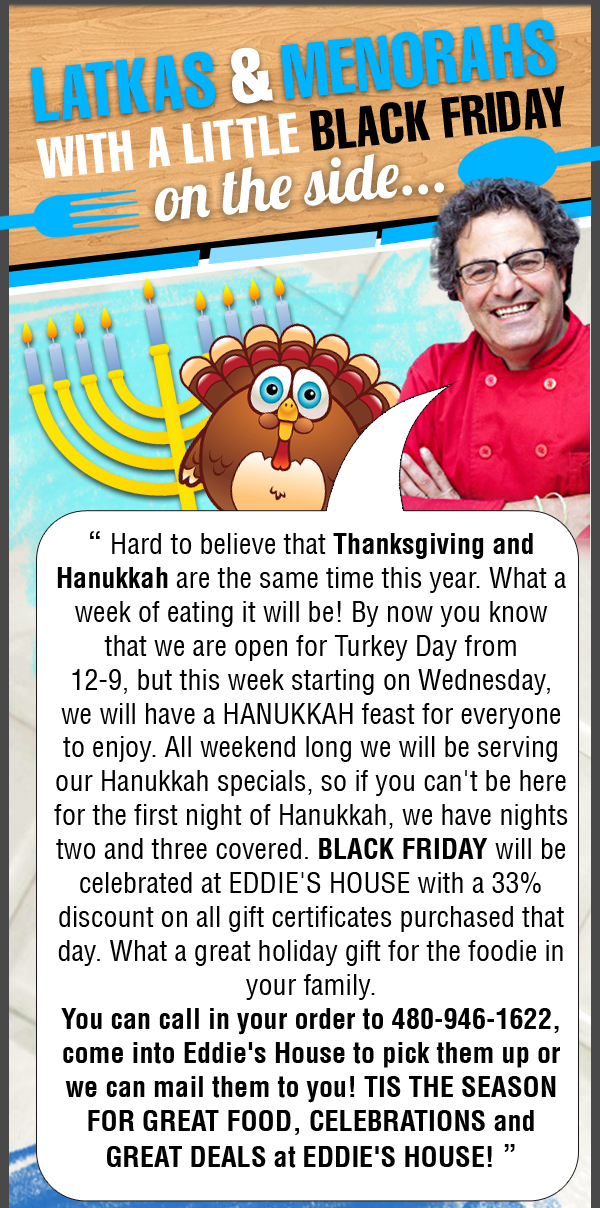 LATKAS & MENORAHS
WITH A LITTLE BLACK FRIDAY
on the side...
“ Hard to believe that Thanksgiving and
Hanukkah are the same time this year. What a
week of eating it will be! By now you know
that we are open for Turkey Day from
12-9, but this week starting on Wednesday,
we will have a HANUKKAH feast for everyone
to enjoy. All weekend long we will be serving
our Hanukkah specials, so if you can't be here
for the first night of Hanukkah, we have nights
two and three covered. BLACK FRIDAY will be
celebrated at EDDIE'S HOUSE with a 33%
discount on all gift certificates purchased that
day. What a great holiday gift for the foodie in
your family.
You can call in your order to 480-946-1622,
come into Eddie's House to pick them up or
we can mail them to you! TIS THE SEASON
FOR GREAT FOOD, CELEBRATIONS and
GREAT DEALS at EDDIE'S HOUSE! ”